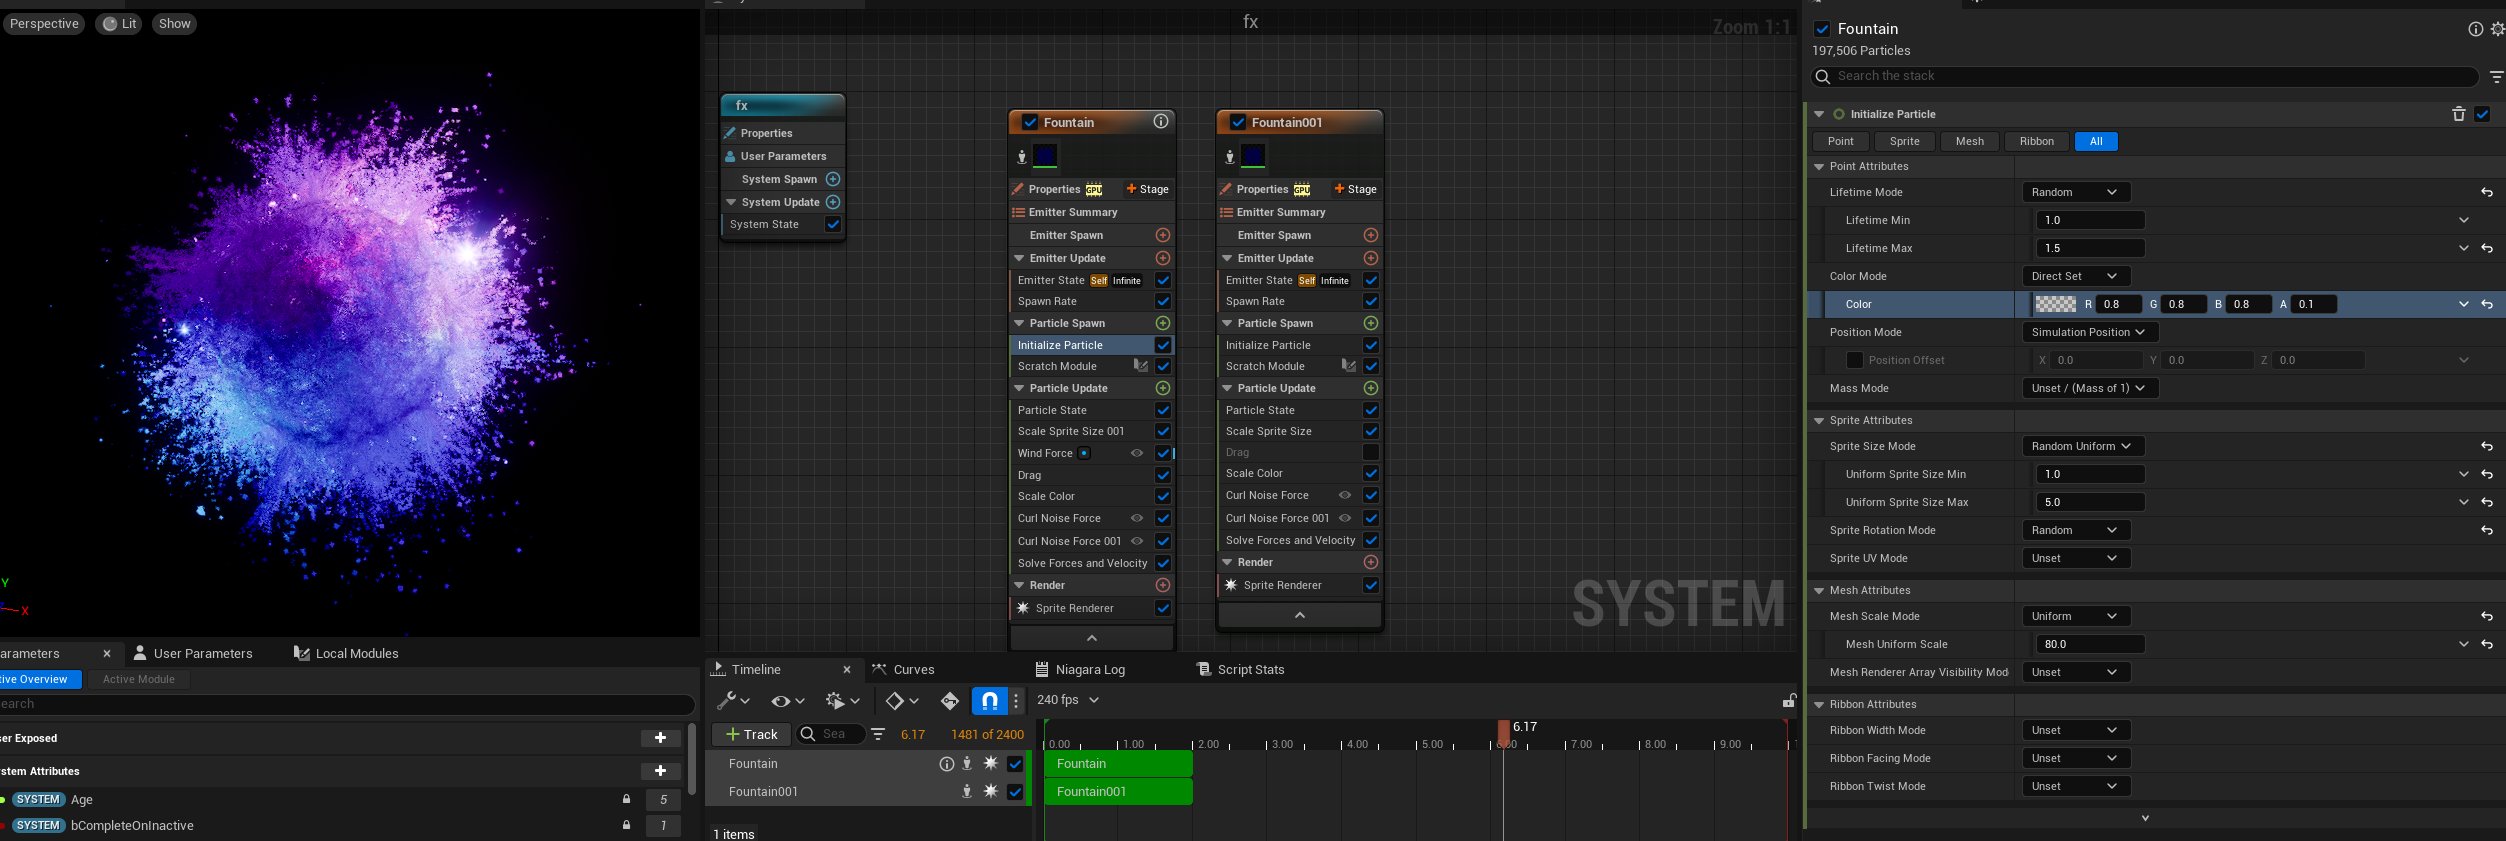 Perspective Lit Show
fx
Zoom 1:1
fx
Properties
User Parameters
System Spawn
System Update
System State
Fountain
Properties GPU Stage
Emitter Summary
Emitter Spawn
Emitter Update
Emitter State Self Infinite
Spawn Rate
Particle Spawn
Initialize Particle
Scratch Module
Particle Update
Particle State
Scale Sprite Size 001
Wind Force
Drag
Scale Color
Curl Noise Force
Curl Noise Force 001
Solve Forces and Velocity
Render
Sprite Renderer
Fountain001
Properties GPU Stage
Emitter Summary
Emitter Spawn
Emitter Update
Emitter State Self Infinite
Spawn Rate
Particle Spawn
Initialize Particle
Scratch Module
Particle Update
Particle State
Scale Sprite Size
Drag
Scale Color
Curl Noise Force
Curl Noise Force 001
Solve Forces and Velocity
Render
Sprite Renderer
SYSTEM
Y
X
arameters User Parameters Local Modules
tive Overview Active Module
earch
ser Exposed
stem Attributes
SYSTEM Age 5
SYSTEM bCompleteOnInactive 1
Timeline Curves Niagara Log Script Stats
240 fps
Track Sea 6.17 1481 of 2400
6.17
0.00 1.00 2.00 3.00 4.00 5.00 6.00 7.00 8.00 9.00
Fountain Fountain
Fountain001 Fountain001
1 items
Fountain
197,506 Particles
Search the stack
Initialize Particle
Point Sprite Mesh Ribbon All
Point Attributes
Lifetime Mode Random
Lifetime Min 1.0
Lifetime Max 1.5
Color Mode Direct Set
Color R 0.8 G 0.8 B 0.8 A 0.1
Position Mode Simulation Position
Position Offset X 0.0 Y 0.0 Z 0.0
Mass Mode Unset / (Mass of 1)
Sprite Attributes
Sprite Size Mode Random Uniform
Uniform Sprite Size Min 1.0
Uniform Sprite Size Max 5.0
Sprite Rotation Mode Random
Sprite UV Mode Unset
Mesh Attributes
Mesh Scale Mode Uniform
Mesh Uniform Scale 80.0
Mesh Renderer Array Visibility Mod Unset
Ribbon Attributes
Ribbon Width Mode Unset
Ribbon Facing Mode Unset
Ribbon Twist Mode Unset